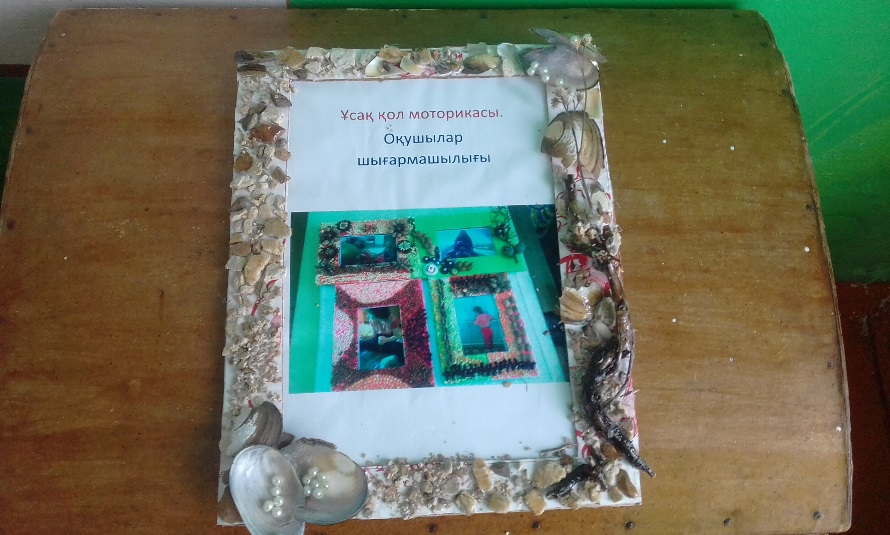 Ұсақ қол моторикасы.
Оқушылар
шығармашылығы